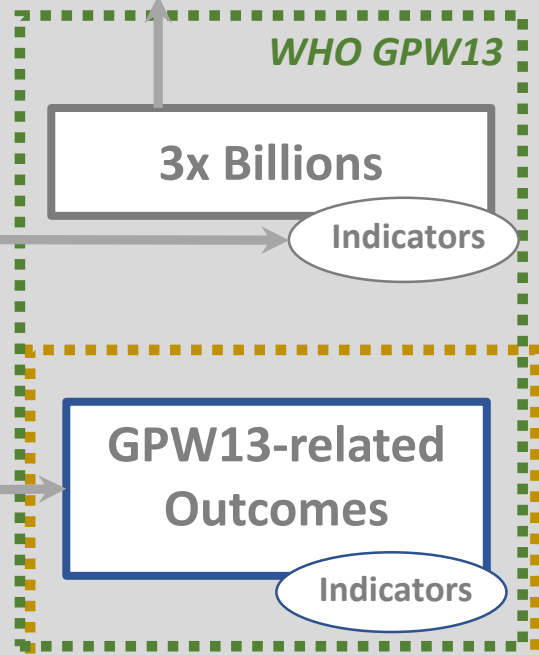 WHO GPW13
3x Billions
Indicators
GPW13-related
Outcomes
Indicators